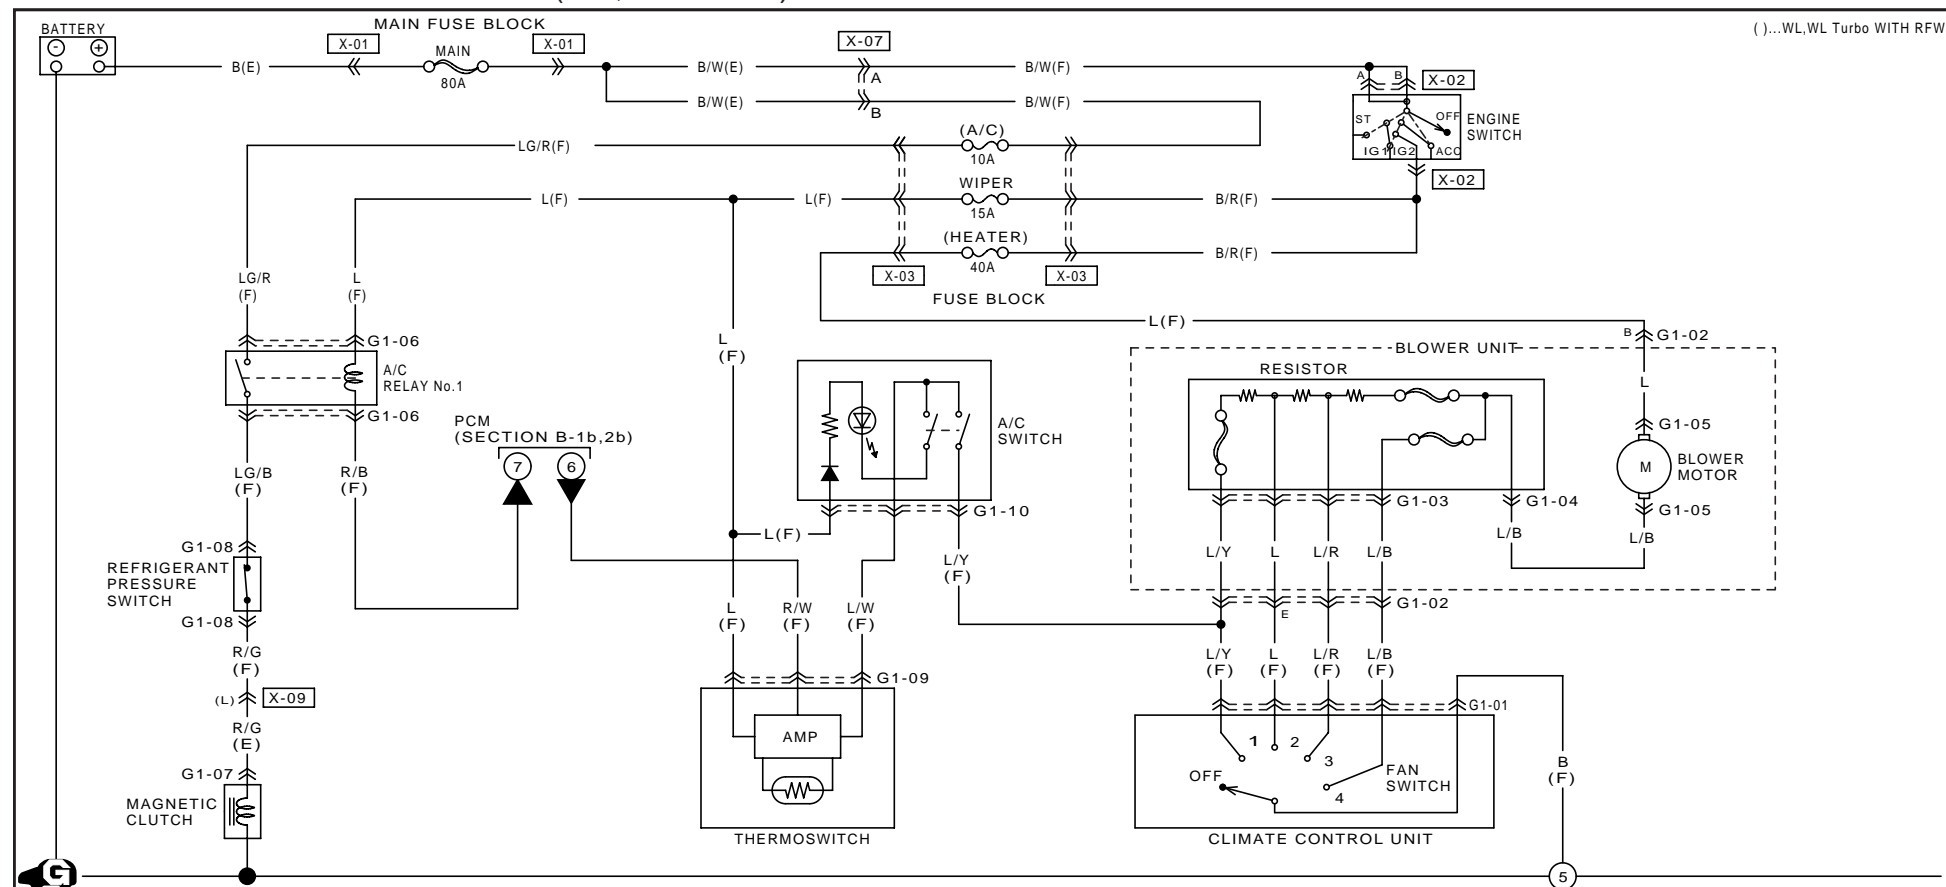 BATTERY
-
+
MAIN FUSE BLOCK
( )...WL,WL Turbo WITH RFW
B(E)
X-01
MAIN
80A
X-01
B/W(E)
X-07
A
B/W(F)
B/W(E)
B
B/W(F)
A
B
X-02
ST
OFF
IG1
IG2
ACC
ENGINE
SWITCH
X-02
LG/R(F)
(A/C)
10A
L(F)
L(F)
WIPER
15A
B/R(F)
(HEATER)
40A
B/R(F)
X-03
X-03
FUSE BLOCK
LG/R
(F)
L
(F)
G1-06
A/C
RELAY No.1
G1-06
LG/B
(F)
R/B
(F)
PCM
(SECTION B-1b,2b)
7
6
L
(F)
A/C
SWITCH
G1-10
L(F)
L/Y
(F)
L(F)
B
G1-02
BLOWER UNIT
RESISTOR
L
G1-05
M
BLOWER
MOTOR
G1-05
G1-03
G1-04
L/B
L/B
L/Y
L
L/R
L/B
G1-02
E
L/Y
(F)
L
(F)
L/R
(F)
L/B
(F)
G1-08
REFRIGERANT
PRESSURE
SWITCH
G1-08
R/G
(F)
(L)
X-09
R/G
(E)
G1-07
MAGNETIC
CLUTCH
L
(F)
R/W
(F)
L/W
(F)
G1-09
AMP
THERMOSWITCH
G1-01
1
2
3
4
OFF
FAN
SWITCH
CLIMATE CONTROL UNIT
B
(F)
G
5